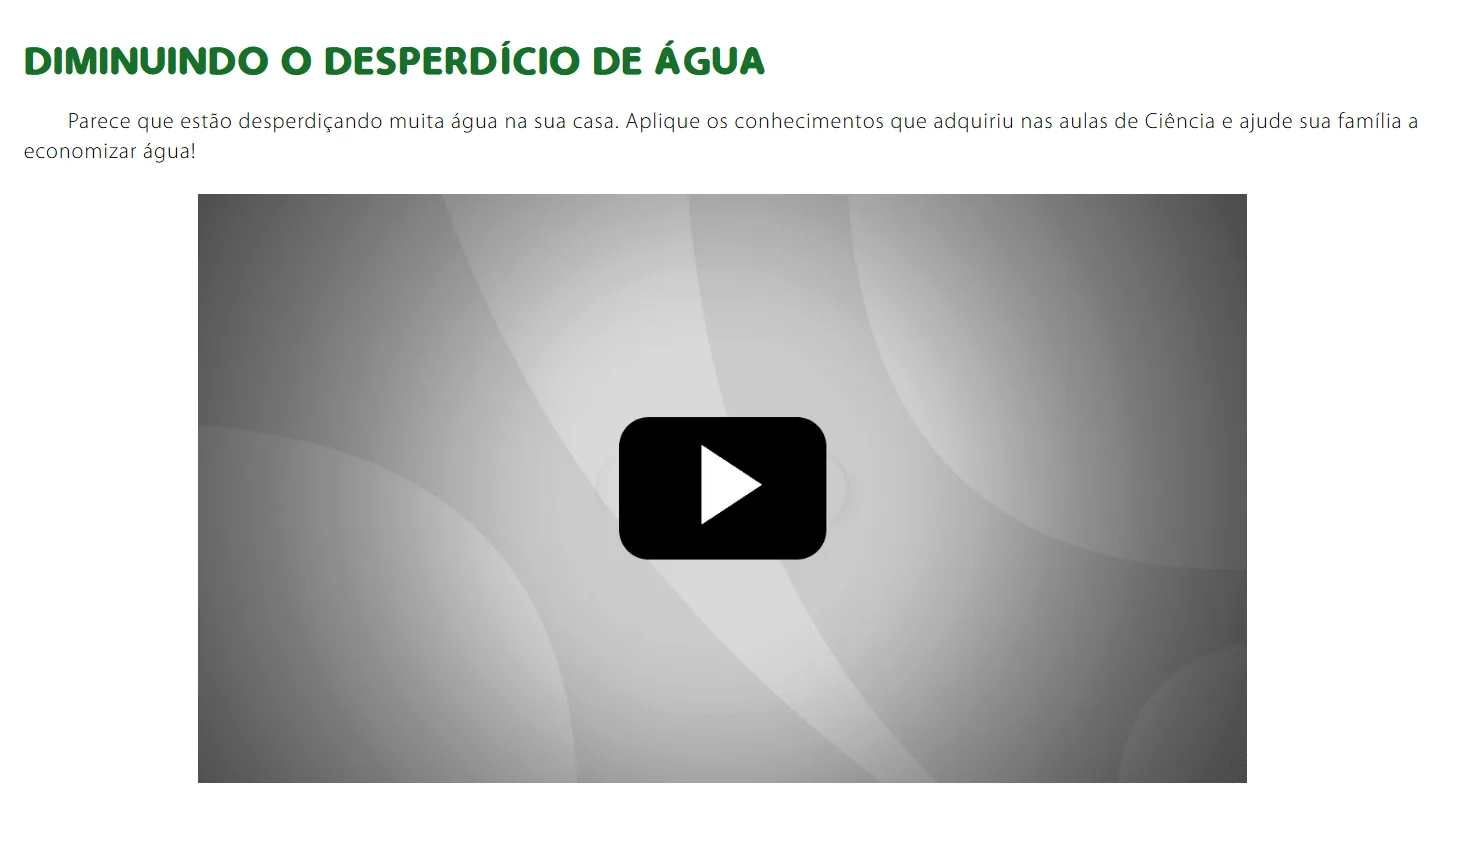 DIMINUINDO O DESPERDÍCIO DE ÁGUA
Parece que estão desperdiçando muita água na sua casa. Aplique os conhecimentos que adquiriu nas aulas de Ciência e ajude sua família a
economizar água!